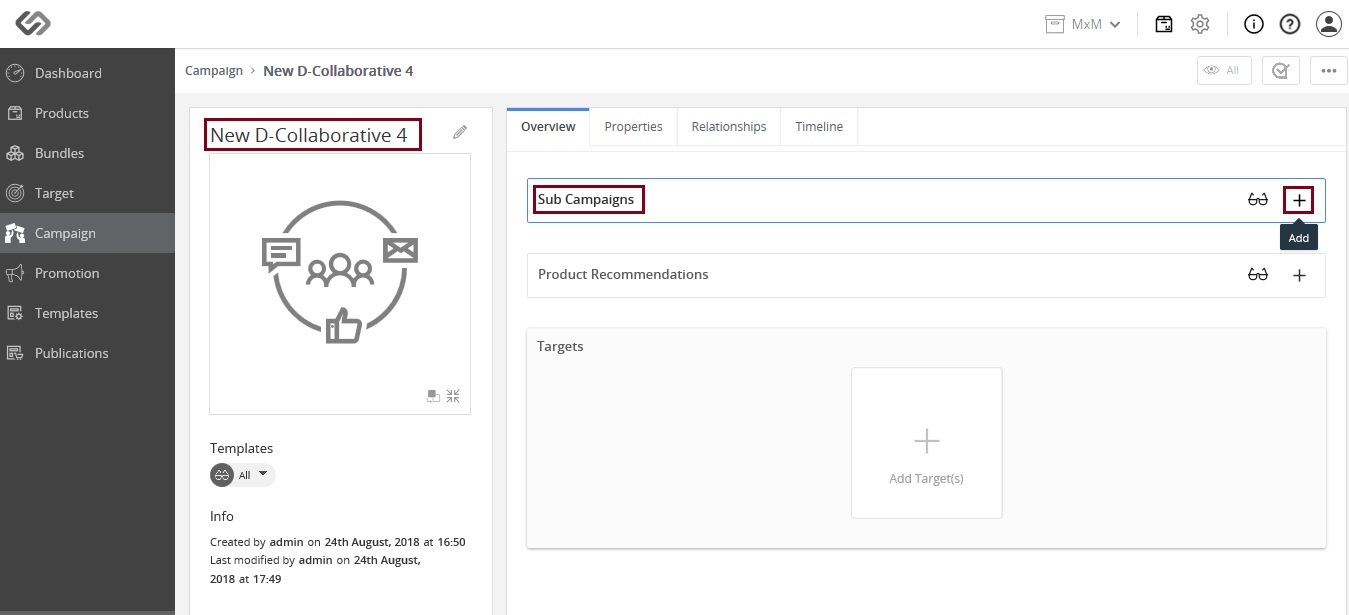 MxM
Dashboard
Products
Bundles
Target
Campaign
Promotion
Templates
Publications
Campaign › New D-Collaborative 4
All
New D-Collaborative 4
Templates
All
Info
Created by admin on 24th August, 2018 at 16:50
Last modified by admin on 24th August,
2018 at 17:49
Overview
Properties
Relationships
Timeline
Sub Campaigns
Add
Product Recommendations
Targets
Add Target(s)